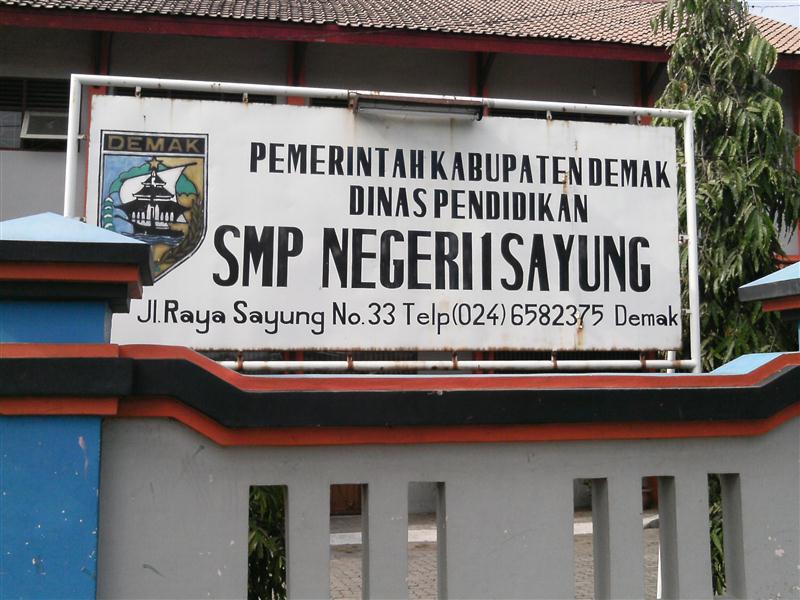 DEMAK
PEMERINTAH KABUPATEN DEMAK
DINAS PENDIDIKAN
SMP NEGERI 1 SAYUNG
Jl.Raya Sayung No.33 Telp(024) 6582375 Demak